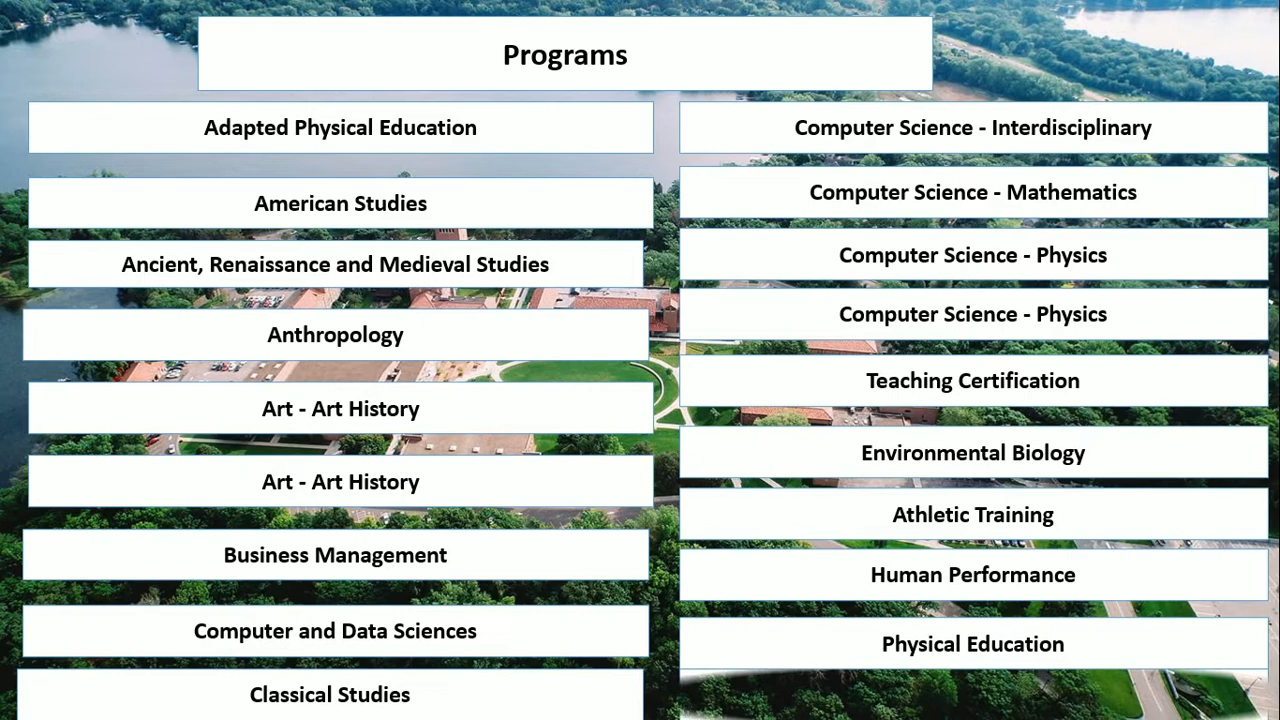 Programs
Adapted Physical Education
American Studies
Ancient, Renaissance and Medieval Studies
Anthropology
Art - Art History
Art - Art History
Business Management
Computer and Data Sciences
Classical Studies
Computer Science - Interdisciplinary
Computer Science - Mathematics
Computer Science - Physics
Computer Science - Physics
Teaching Certification
Environmental Biology
Athletic Training
Human Performance
Physical Education